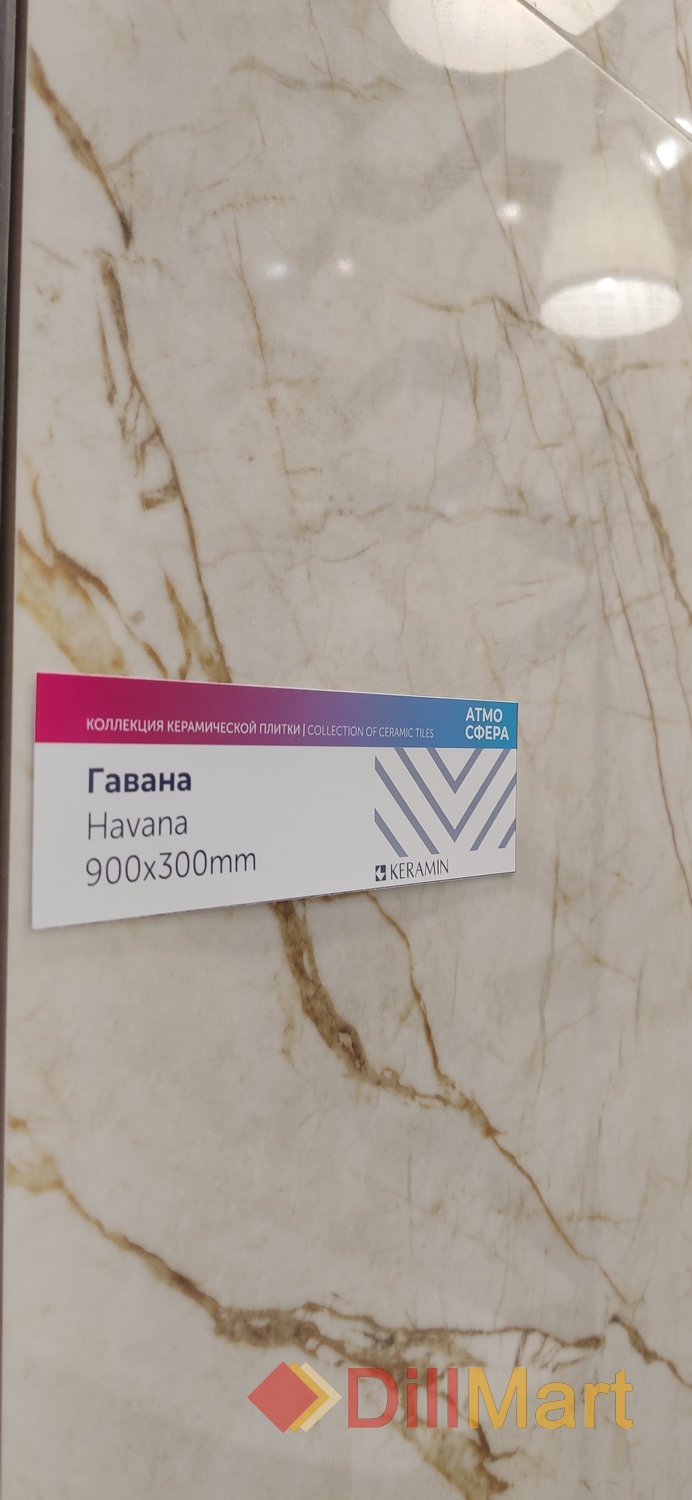 КОЛЛЕКЦИЯ КЕРАМИЧЕСКОЙ ПЛИТКИ | COLLECTION OF CERAMIC TILES
АТМО
СФЕРА
Гавана
Havana
900x300mm
KERAMIN
DillMart